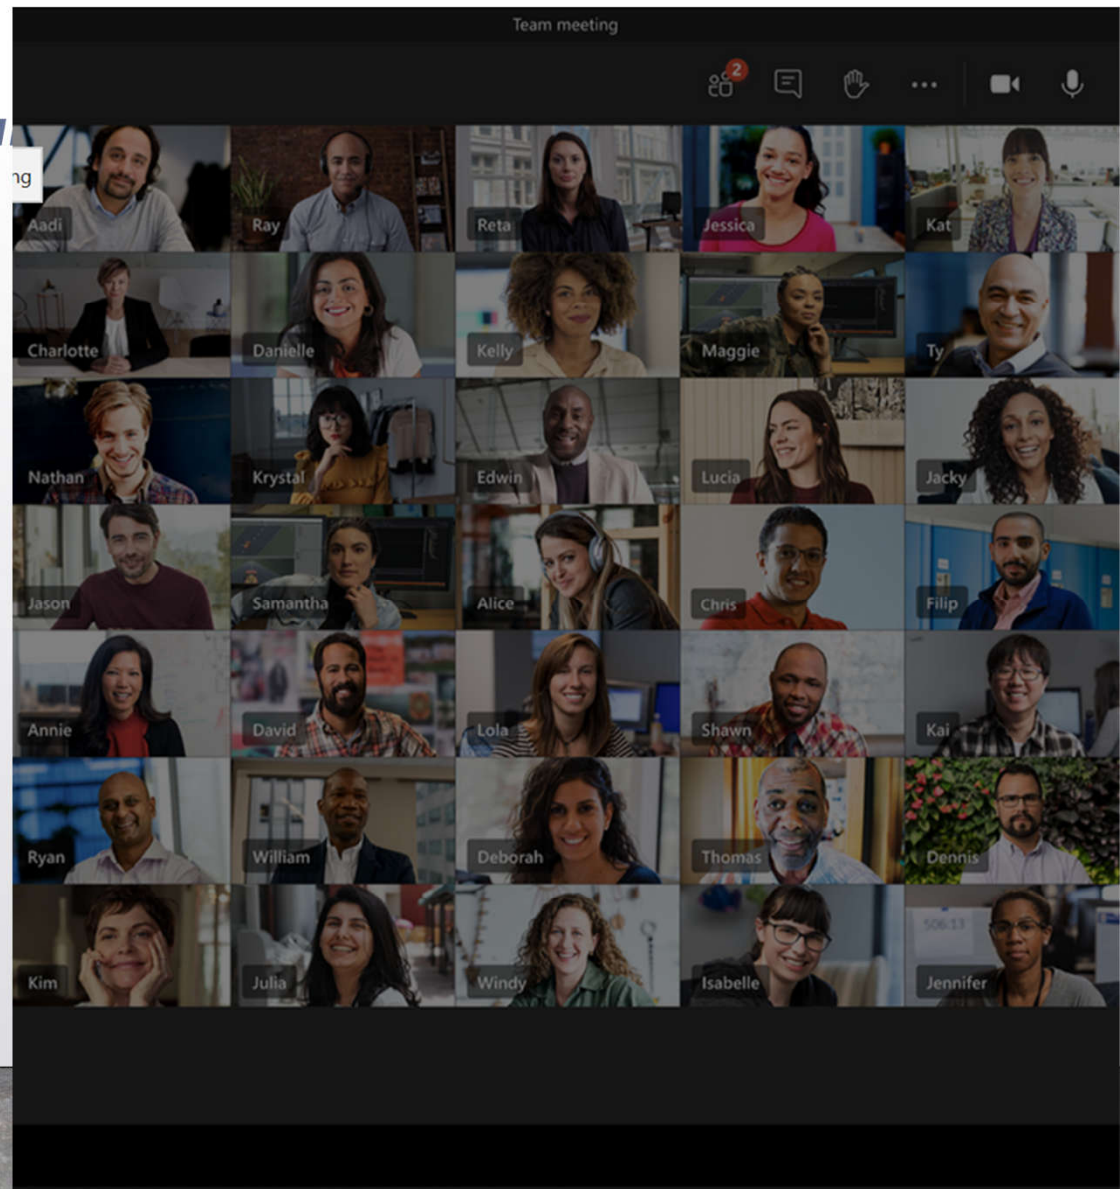 Team meeting
2
ng
Aadi
Ray
Reta
Jessica
Kat
Charlotte
Danielle
Kelly
Maggie
Ty
Nathan
Krystal
Edwin
Lucia
Jacky
Jason
Samantha
Alice
Chris
Filip
Annie
David
Lola
Shawn
Kai
Ryan
William
Deborah
Thomas
Dennis
Kim
Julia
Windy
Isabelle
506:13
Jennifer